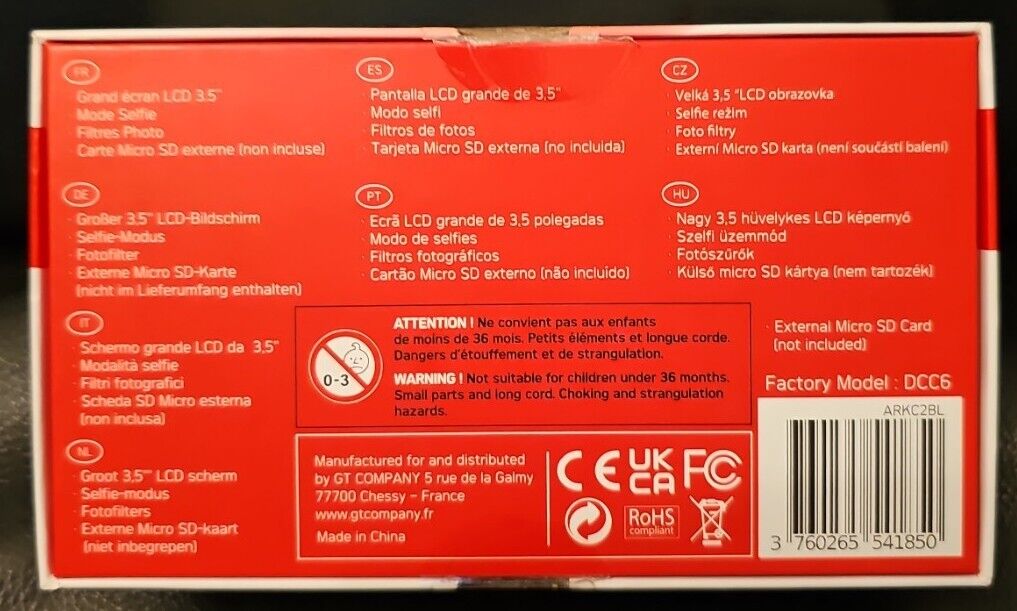 FR
· Grand écran LCD 3.5"
· Mode Selfie
· Filtres Photo
· Carte Micro SD externe (non incluse)
DE
· Großer 3.5" LCD-Bildschirm
· Selfie-Modus
· Fotofilter
· Externe Micro SD-Karte
(nicht im Lieferumfang enthalten)
IT
· Schermo grande LCD da 3,5"
· Modalità selfie
· Filtri fotografici
· Scheda SD Micro esterna
(non inclusa)
NL
· Groot 3,5"" LCD scherm
· Selfie-modus
· Fotofilters
· Externe Micro SD-kaart
(niet inbegrepen)
ES
· Pantalla LCD grande de 3,5"
· Modo selfi
· Filtros de fotos
· Tarjeta Micro SD externa (no incluida)
PT
· Ecrã LCD grande de 3,5 polegadas
· Modo de selfies
· Filtros fotográficos
· Cartão Micro SD externo (não incluído)
CZ
· Velká 3,5 "LCD obrazovka
· Selfie režim
· Foto filtry
· Externí Micro SD karta (není součástí balení)
HU
· Nagy 3,5 hüvelykes LCD képernyő
· Szelfi üzemmód
· Fotószűrők
· Külső micro SD kártya (nem tartozék)
0-3
ATTENTION ! Ne convient pas aux enfants
de moins de 36 mois. Petits éléments et longue corde.
Dangers d'étouffement et de strangulation.
WARNING ! Not suitable for children under 36 months.
Small parts and long cord. Choking and strangulation
hazards.
· External Micro SD Card
(not included)
Factory Model : DCC6
Manufactured for and distributed
by GT COMPANY 5 rue de la Galmy
77700 Chessy - France
www.gtcompany.fr
Made in China
CE UK CA FC
RoHS
compliant
ARKC2BL
3 760265 541850